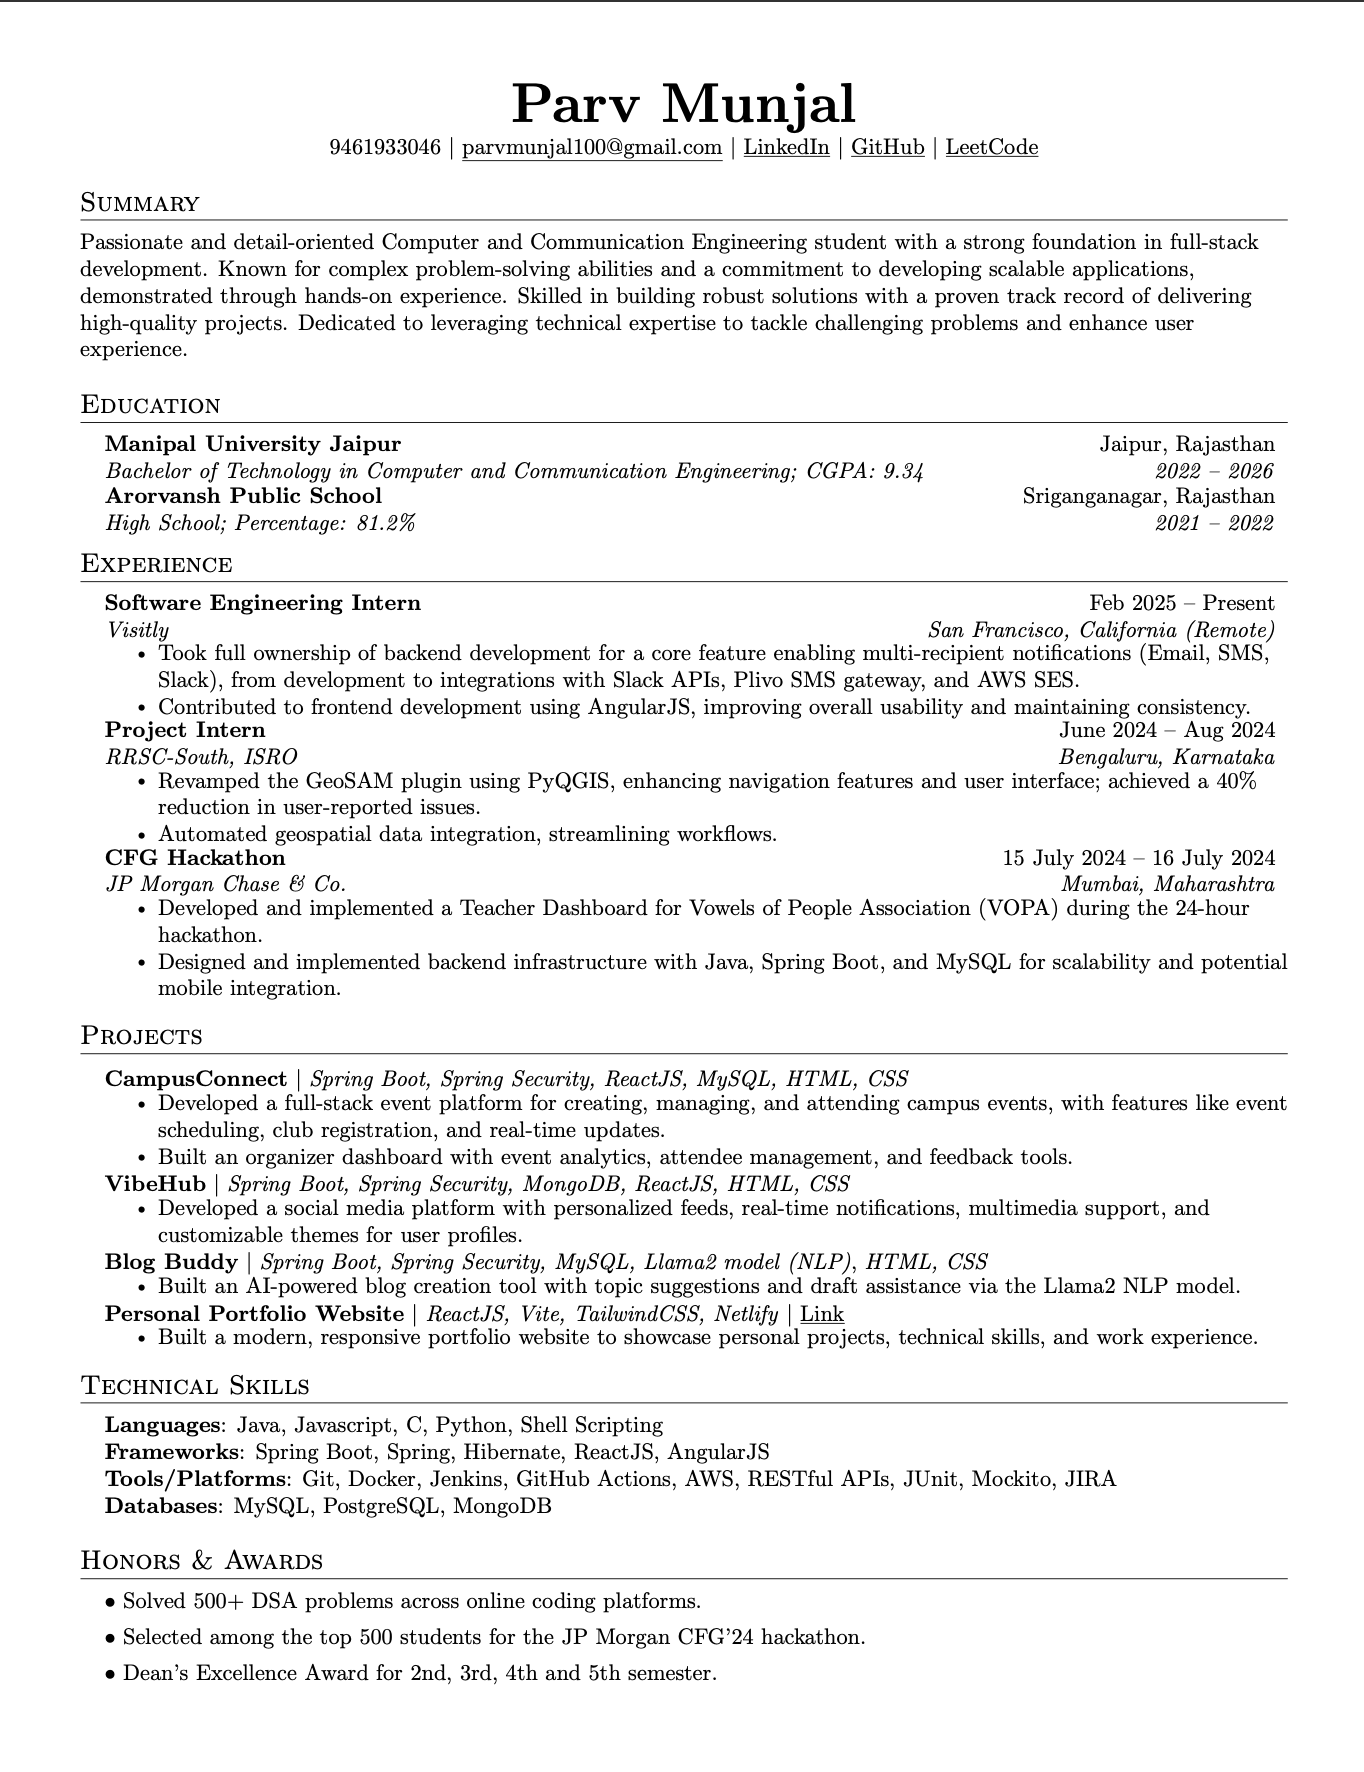 Parv Munjal
9461933046 | parvmunjal100@gmail.com | LinkedIn | GitHub | LeetCode
Summary
Passionate and detail-oriented Computer and Communication Engineering student with a strong foundation in full-stack
development. Known for complex problem-solving abilities and a commitment to developing scalable applications,
demonstrated through hands-on experience. Skilled in building robust solutions with a proven track record of delivering
high-quality projects. Dedicated to leveraging technical expertise to tackle challenging problems and enhance user
experience.
Education
Manipal University Jaipur Jaipur, Rajasthan
Bachelor of Technology in Computer and Communication Engineering; CGPA: 9.34 2022 – 2026
Arorvansh Public School Sriganganagar, Rajasthan
High School; Percentage: 81.2% 2021 – 2022
Experience
Software Engineering Intern Feb 2025 – Present
Visitly San Francisco, California (Remote)
• Took full ownership of backend development for a core feature enabling multi-recipient notifications (Email, SMS,
Slack), from development to integrations with Slack APIs, Plivo SMS gateway, and AWS SES.
• Contributed to frontend development using AngularJS, improving overall usability and maintaining consistency.
Project Intern June 2024 – Aug 2024
RRSC-South, ISRO Bengaluru, Karnataka
• Revamped the GeoSAM plugin using PyQGIS, enhancing navigation features and user interface; achieved a 40%
reduction in user-reported issues.
• Automated geospatial data integration, streamlining workflows.
CFG Hackathon 15 July 2024 – 16 July 2024
JP Morgan Chase & Co. Mumbai, Maharashtra
• Developed and implemented a Teacher Dashboard for Vowels of People Association (VOPA) during the 24-hour
hackathon.
• Designed and implemented backend infrastructure with Java, Spring Boot, and MySQL for scalability and potential
mobile integration.
Projects
CampusConnect | Spring Boot, Spring Security, ReactJS, MySQL, HTML, CSS
• Developed a full-stack event platform for creating, managing, and attending campus events, with features like event
scheduling, club registration, and real-time updates.
• Built an organizer dashboard with event analytics, attendee management, and feedback tools.
VibeHub | Spring Boot, Spring Security, MongoDB, ReactJS, HTML, CSS
• Developed a social media platform with personalized feeds, real-time notifications, multimedia support, and
customizable themes for user profiles.
Blog Buddy | Spring Boot, Spring Security, MySQL, Llama2 model (NLP), HTML, CSS
• Built an AI-powered blog creation tool with topic suggestions and draft assistance via the Llama2 NLP model.
Personal Portfolio Website | ReactJS, Vite, TailwindCSS, Netlify | Link
• Built a modern, responsive portfolio website to showcase personal projects, technical skills, and work experience.
Technical Skills
Languages: Java, Javascript, C, Python, Shell Scripting
Frameworks: Spring Boot, Spring, Hibernate, ReactJS, AngularJS
Tools/Platforms: Git, Docker, Jenkins, GitHub Actions, AWS, RESTful APIs, JUnit, Mockito, JIRA
Databases: MySQL, PostgreSQL, MongoDB
Honors & Awards
• Solved 500+ DSA problems across online coding platforms.
• Selected among the top 500 students for the JP Morgan CFG'24 hackathon.
• Dean's Excellence Award for 2nd, 3rd, 4th and 5th semester.